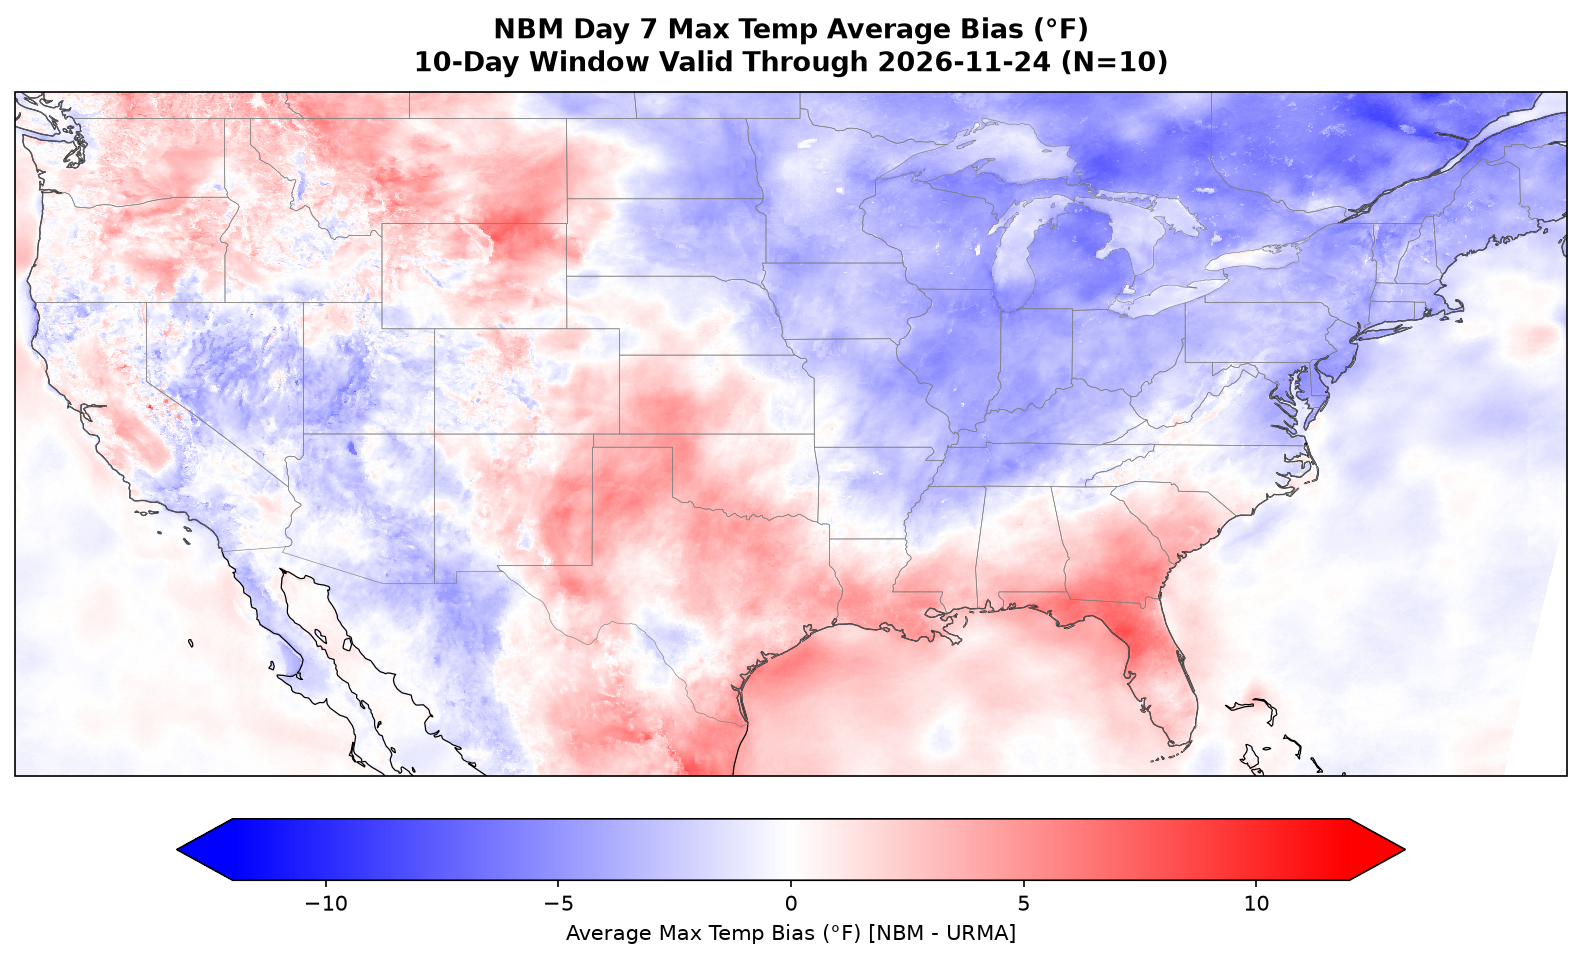 NBM Day 7 Max Temp Average Bias (°F)
10-Day Window Valid Through 2026-11-24 (N=10)
−10 −5 0 5 10
Average Max Temp Bias (°F) [NBM - URMA]